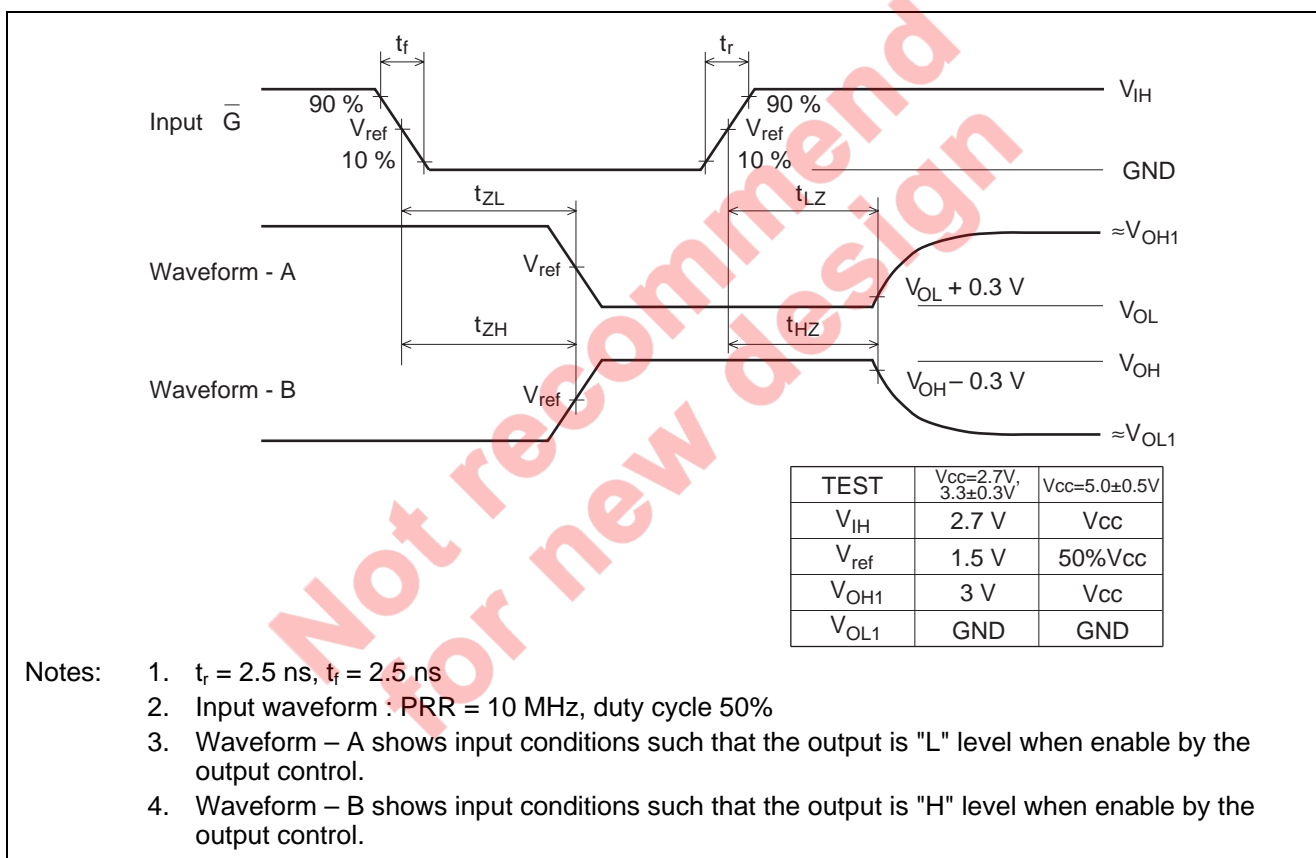 tf
tr
90 %
Vref
10 %
90 %
Vref
10 %
VIH
Input G̅
GND
tZL
tLZ
≈VOH1
Waveform - A
Vref
VOL + 0.3 V
VOL
tZH
tHZ
VOH
Waveform - B
Vref
VOH – 0.3 V
≈VOL1
TEST Vcc=2.7V, 3.3±0.3V Vcc=5.0±0.5V
VIH 2.7 V Vcc
Vref 1.5 V 50%Vcc
VOH1 3 V Vcc
VOL1 GND GND
Notes: 1. tr = 2.5 ns, tf = 2.5 ns
2. Input waveform : PRR = 10 MHz, duty cycle 50%
3. Waveform – A shows input conditions such that the output is "L" level when enable by the
output control.
4. Waveform – B shows input conditions such that the output is "H" level when enable by the
output control.
Not recommend
for new design